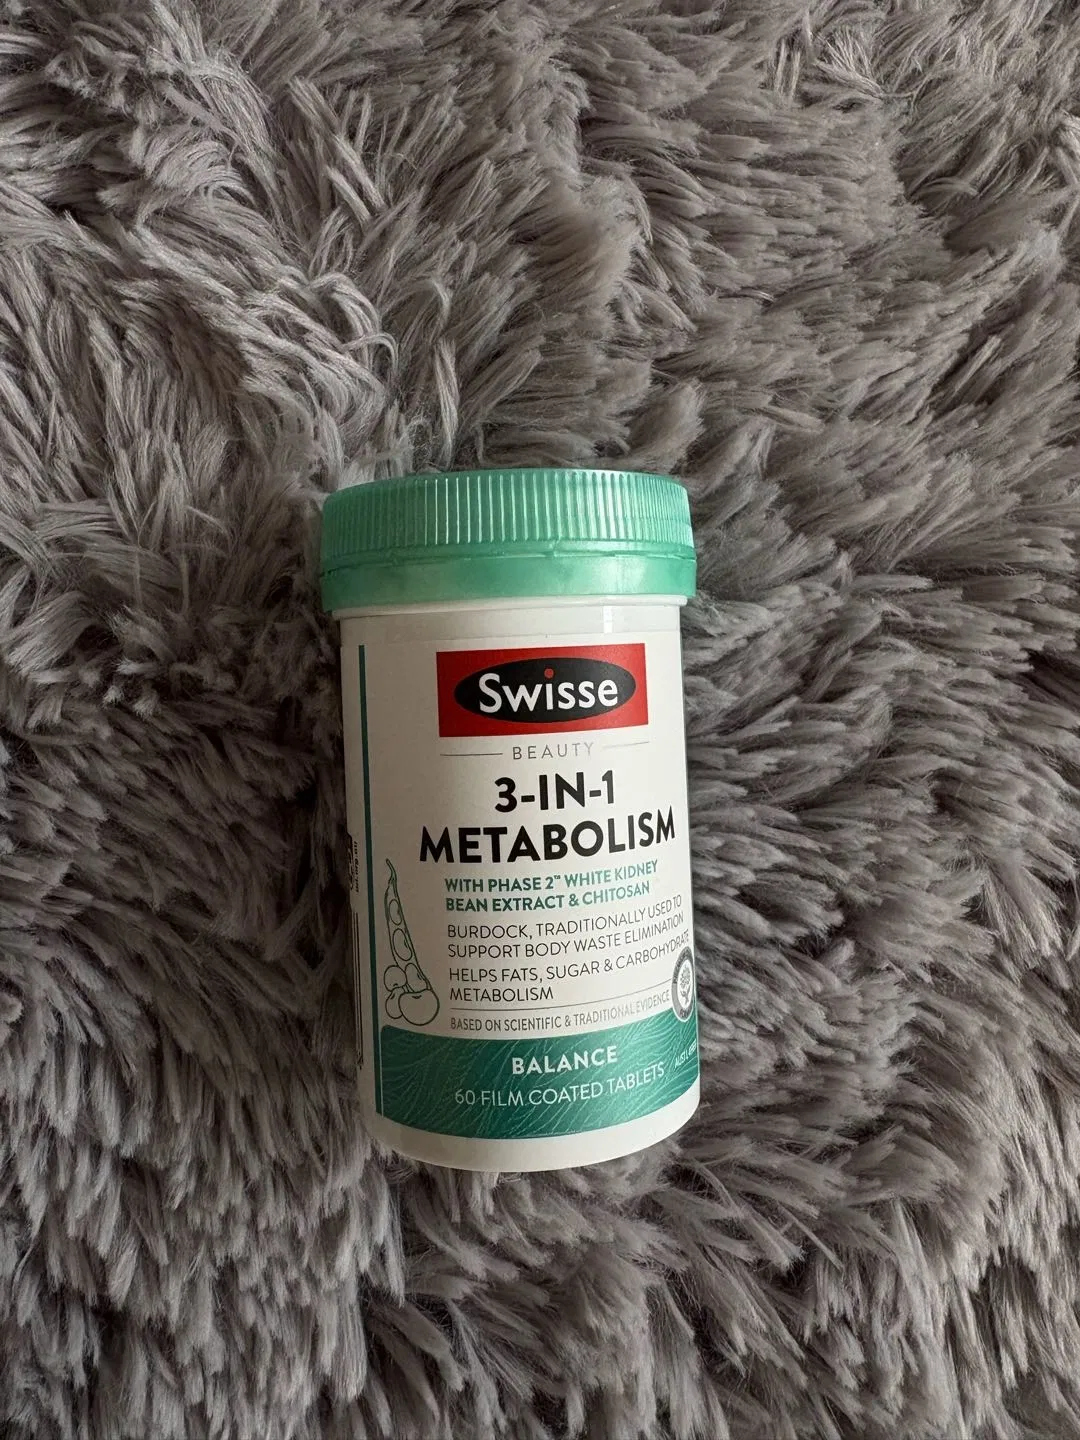 Swisse
BEAUTY
3-IN-1
METABOLISM
WITH PHASE 2™ WHITE KIDNEY
BEAN EXTRACT & CHITOSAN
BURDOCK, TRADITIONALLY USED TO
SUPPORT BODY WASTE ELIMINATION
HELPS FATS, SUGAR & CARBOHYDRATE
METABOLISM
BASED ON SCIENTIFIC & TRADITIONAL EVIDENCE
BALANCE
60 FILM COATED TABLETS
AUST L